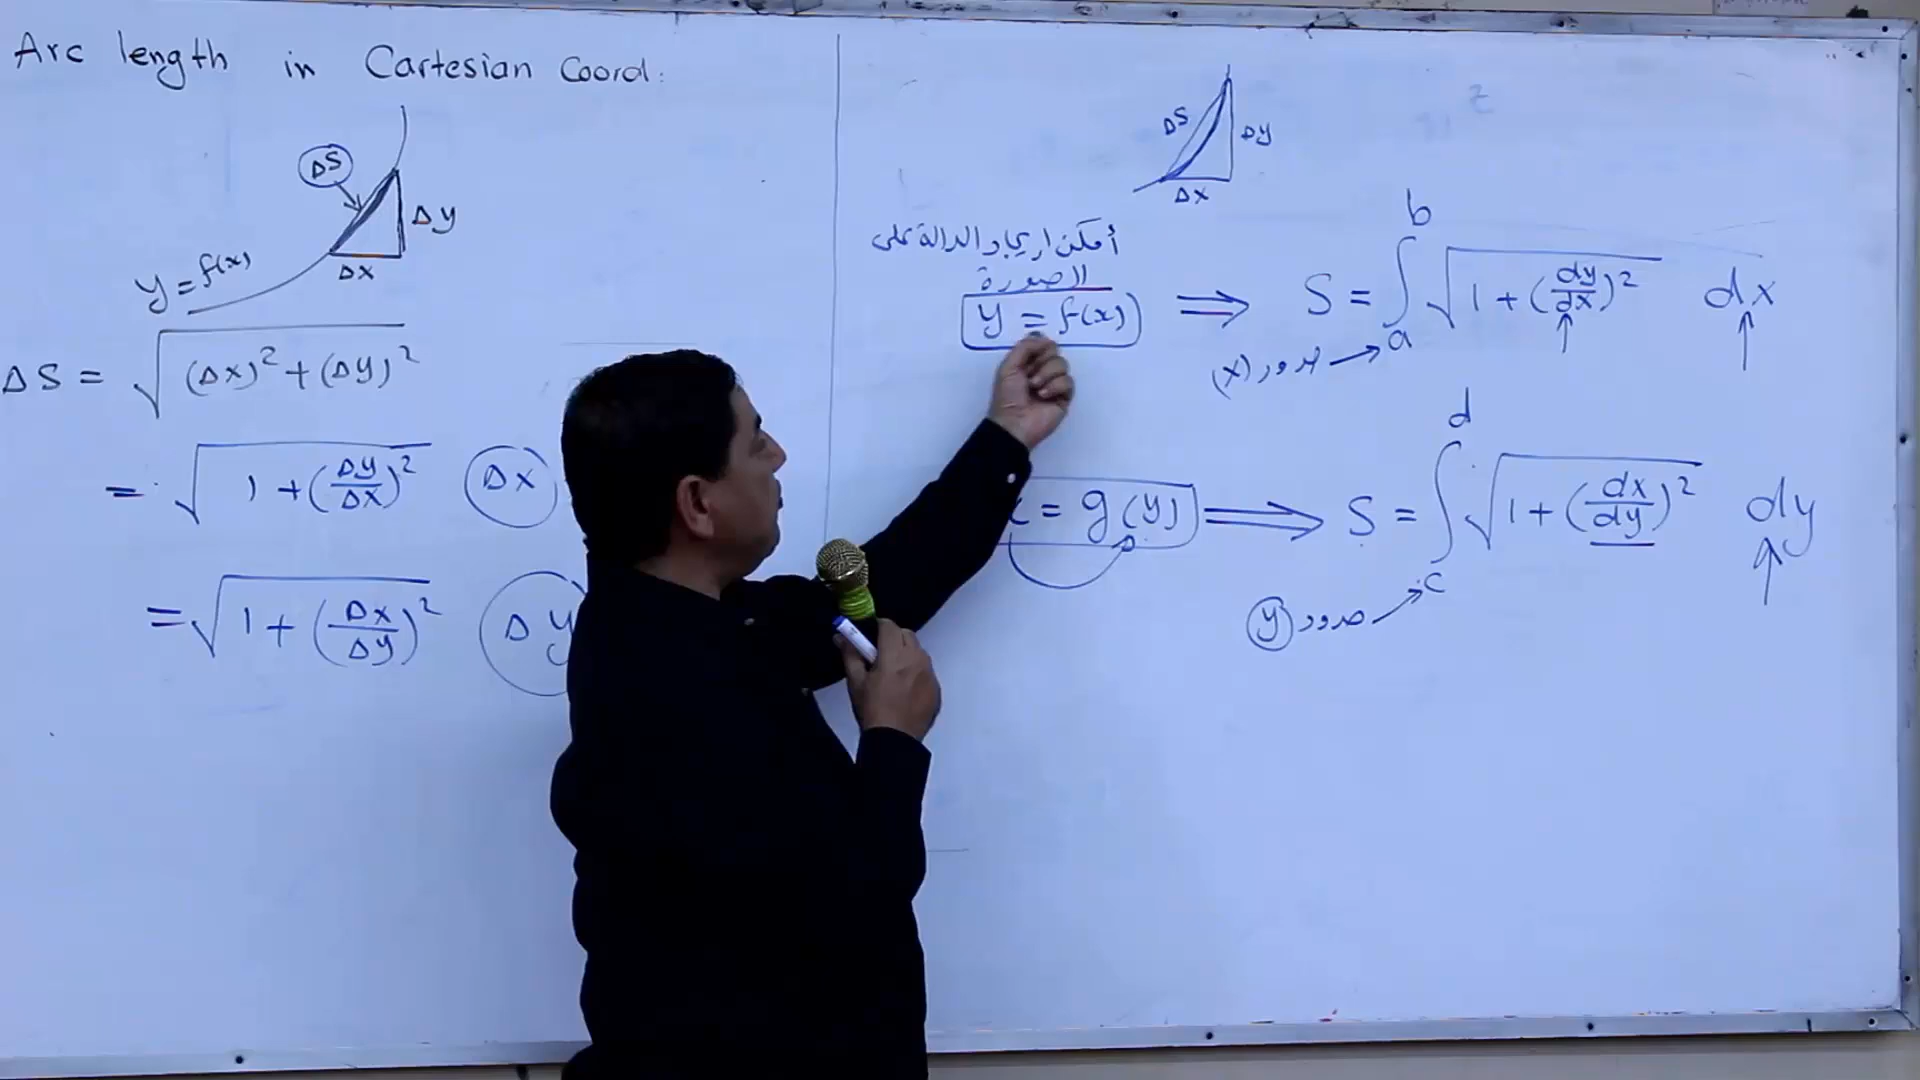 Arc length in Cartesian Coord.
ΔS
Δy
Δx
y = f(x)
ΔS = √((Δx)² + (Δy)²)
= √(1 + (Δy/Δx)²) Δx
= √(1 + (Δx/Δy)²) Δy
ΔS
Δy
Δx
أمكن ايجاد الدالة على
الصورة
y = f(x) ⟹ S = ∫ₐᵇ √(1 + (dy/dx)²) dx
حدود (x) → a
= g(y) ⟹ S = ∫_c^d √(1 + (dx/dy)²) dy
حدود y → c